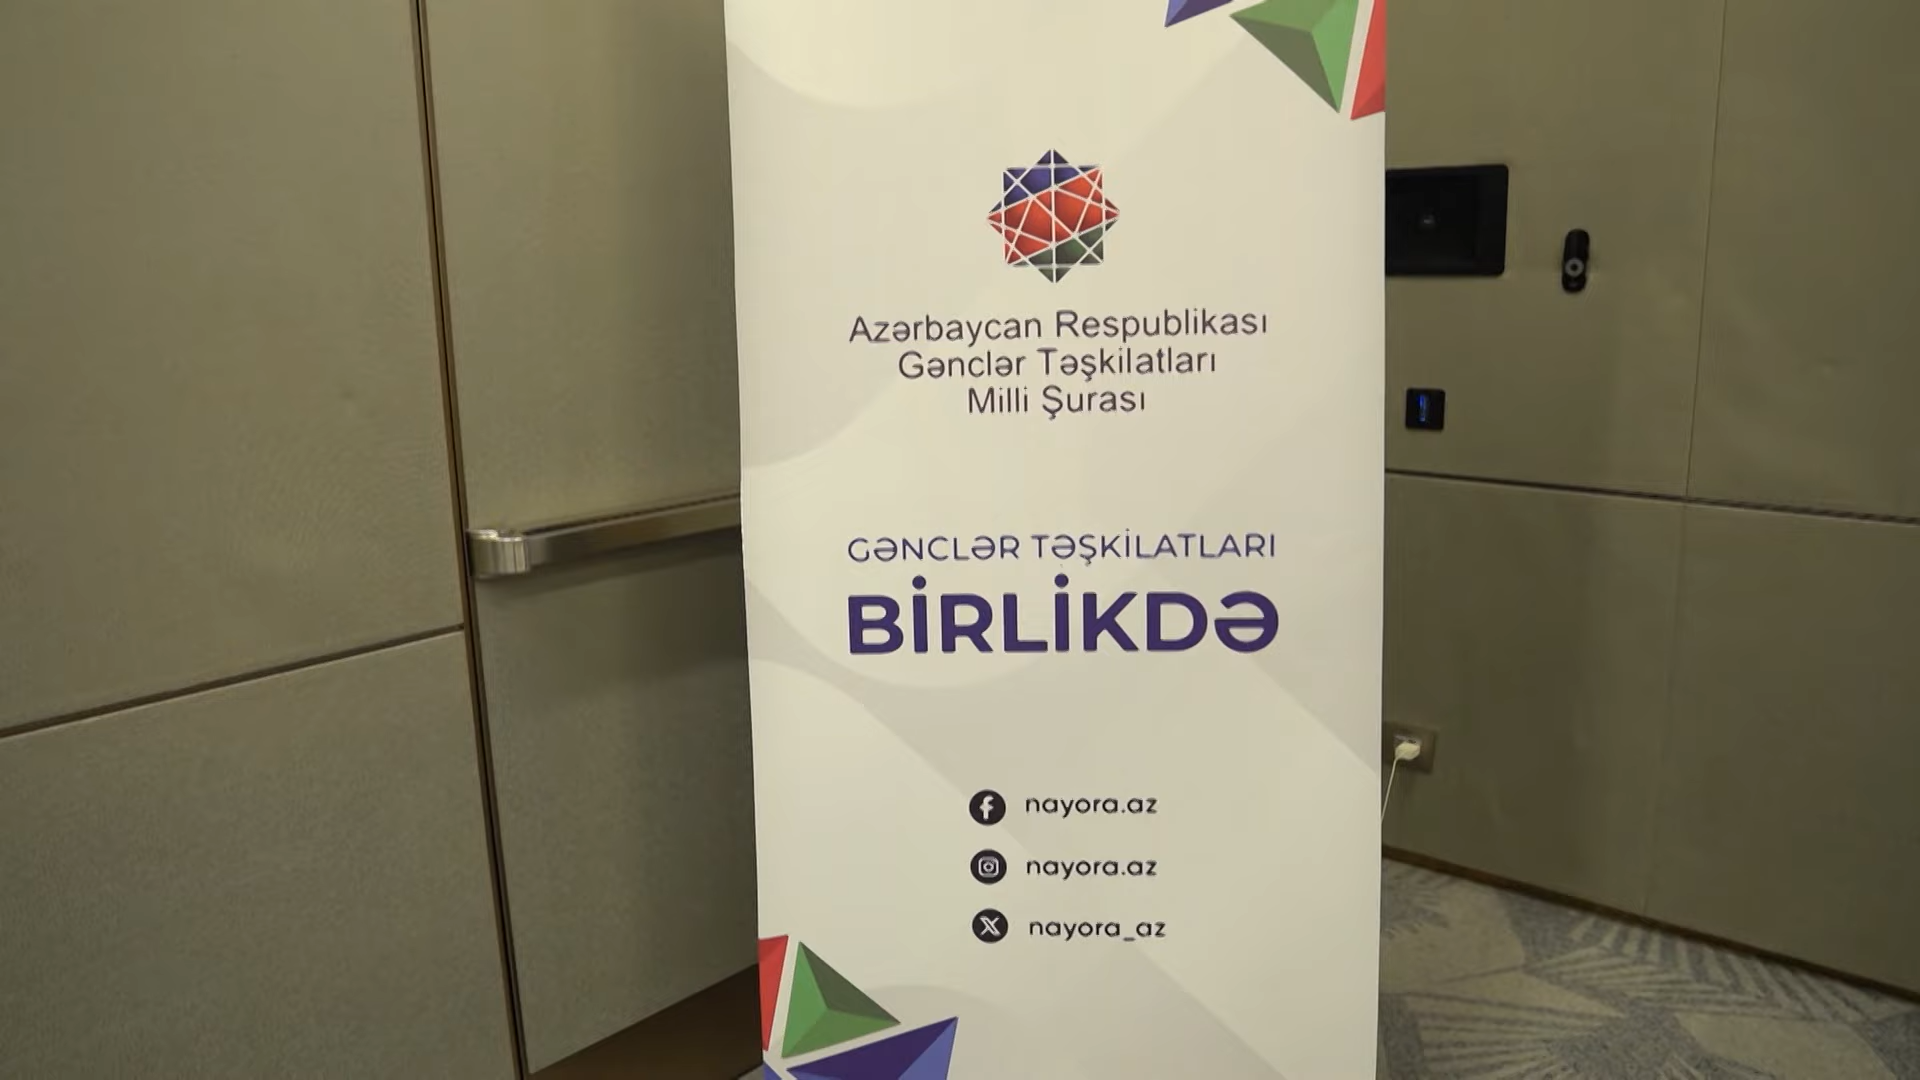 Azərbaycan Respublikası
Gənclər Təşkilatları
Milli Şurası
GƏNCLƏR TƏŞKİLATLARI
BİRLİKDƏ
nayora.az
nayora.az
nayora_az